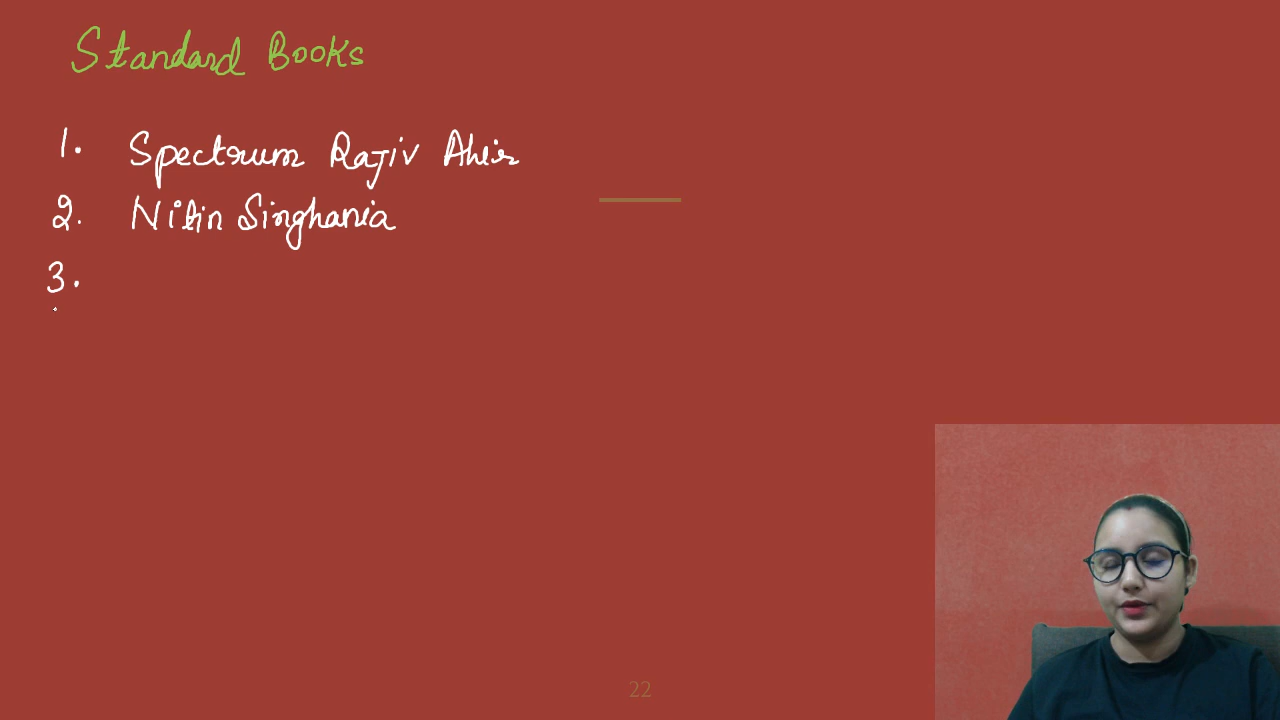 Standard Books
1. Spectrum Rajiv Ahir
2. Nitin Singhania
3.
22